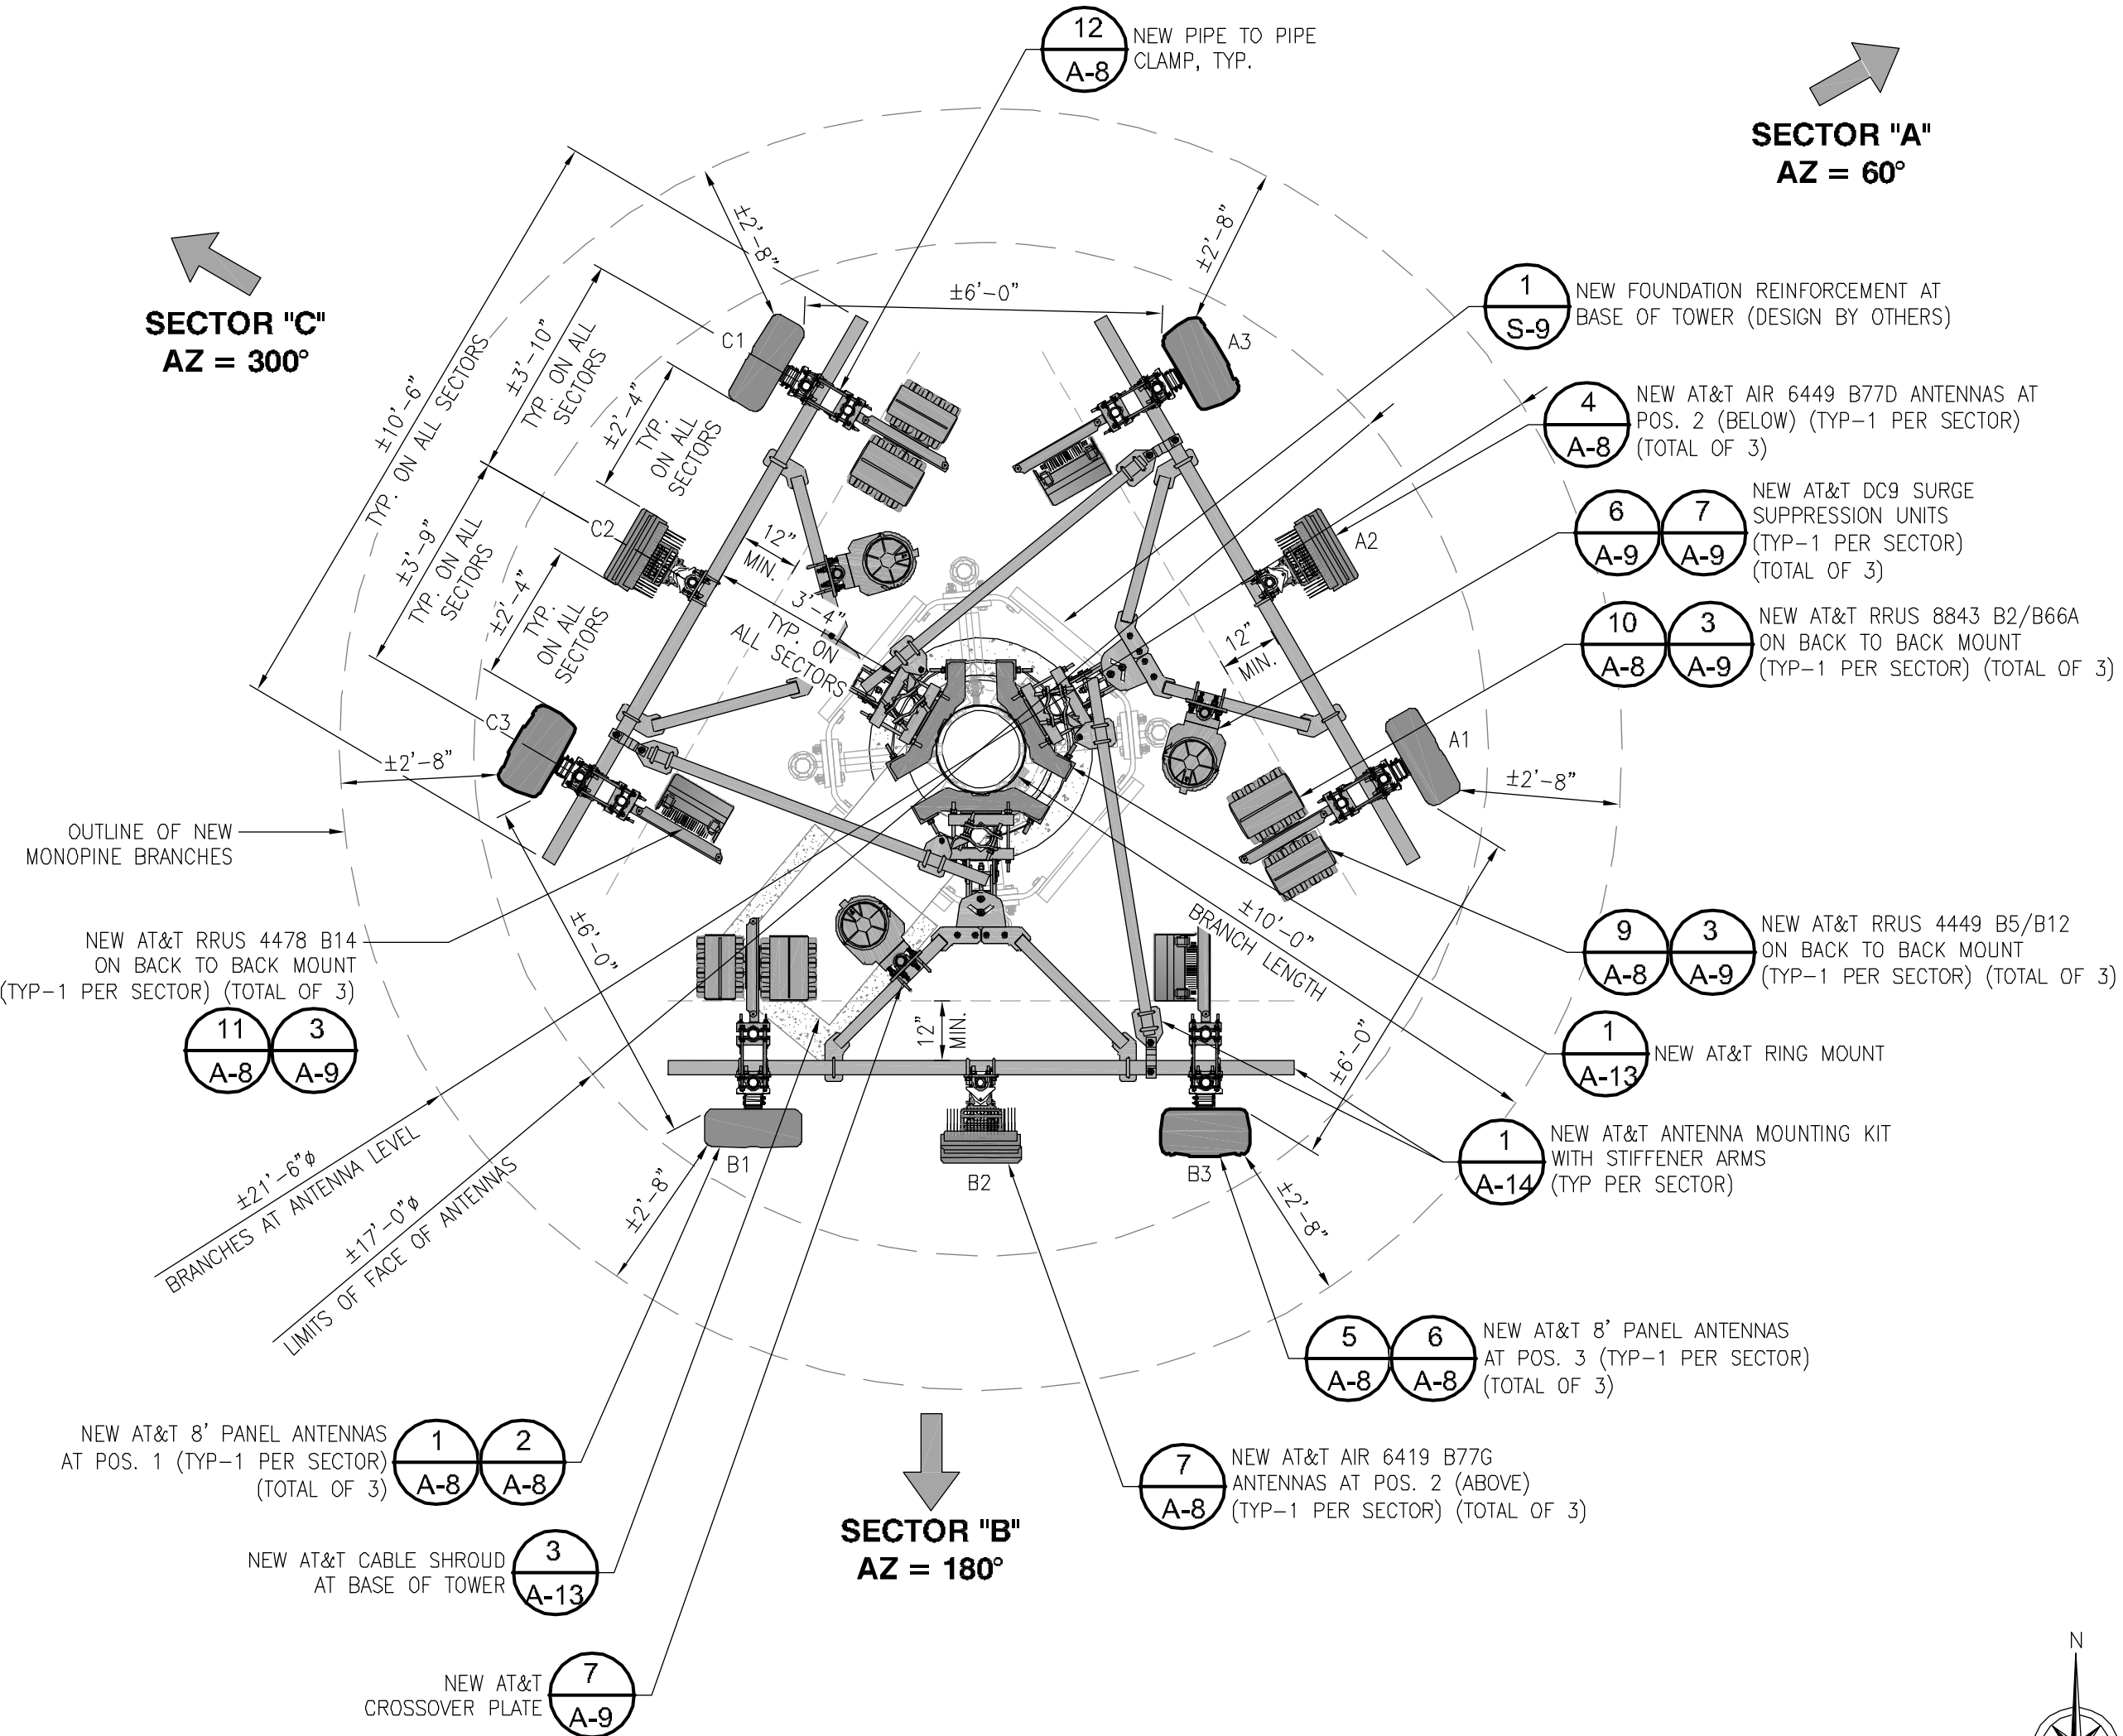 12
A-8
NEW PIPE TO PIPE
CLAMP, TYP.
SECTOR "A"
AZ = 60°
SECTOR "C"
AZ = 300°
±2'-8"
±2'-8"
±6'-0"
C1
A3
±10'-6"
TYP. ON ALL SECTORS
±3'-10"
TYP. ON ALL
SECTORS
±2'-4"
TYP.
ON ALL
SECTORS
1
S-9
NEW FOUNDATION REINFORCEMENT AT
BASE OF TOWER (DESIGN BY OTHERS)
4
A-8
NEW AT&T AIR 6449 B77D ANTENNAS AT
POS. 2 (BELOW) (TYP-1 PER SECTOR)
(TOTAL OF 3)
6
A-9
7
A-9
NEW AT&T DC9 SURGE
SUPPRESSION UNITS
(TYP-1 PER SECTOR)
(TOTAL OF 3)
C2
A2
12"
MIN.
±3'-9"
TYP. ON ALL
SECTORS
±2'-4"
TYP.
ON ALL
SECTORS
3'-4"
TYP. ON
ALL SECTORS
12"
MIN.
10
A-8
3
A-9
NEW AT&T RRUS 8843 B2/B66A
ON BACK TO BACK MOUNT
(TYP-1 PER SECTOR) (TOTAL OF 3)
C3
A1
±2'-8"
±2'-8"
OUTLINE OF NEW
MONOPINE BRANCHES
NEW AT&T RRUS 4478 B14
ON BACK TO BACK MOUNT
(TYP-1 PER SECTOR) (TOTAL OF 3)
11
A-8
3
A-9
±6'-0"
±10'-0"
BRANCH LENGTH
9
A-8
3
A-9
NEW AT&T RRUS 4449 B5/B12
ON BACK TO BACK MOUNT
(TYP-1 PER SECTOR) (TOTAL OF 3)
12"
MIN.
±6'-0"
1
A-13
NEW AT&T RING MOUNT
1
A-14
NEW AT&T ANTENNA MOUNTING KIT
WITH STIFFENER ARMS
(TYP PER SECTOR)
B1
B2
B3
±2'-8"
±2'-8"
±21'-6"ø
BRANCHES AT ANTENNA LEVEL
±17'-0"ø
LIMITS OF FACE OF ANTENNAS
5
A-8
6
A-8
NEW AT&T 8' PANEL ANTENNAS
AT POS. 3 (TYP-1 PER SECTOR)
(TOTAL OF 3)
NEW AT&T 8' PANEL ANTENNAS
AT POS. 1 (TYP-1 PER SECTOR)
(TOTAL OF 3)
1
A-8
2
A-8
7
A-8
NEW AT&T AIR 6419 B77G
ANTENNAS AT POS. 2 (ABOVE)
(TYP-1 PER SECTOR) (TOTAL OF 3)
SECTOR "B"
AZ = 180°
NEW AT&T CABLE SHROUD
AT BASE OF TOWER
3
A-13
NEW AT&T
CROSSOVER PLATE
7
A-9
N